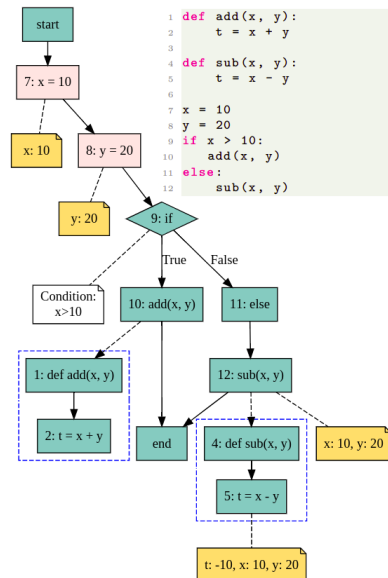 start
1 def add(x, y):
2 t = x + y
3
4 def sub(x, y):
5 t = x - y
6
7 x = 10
8 y = 20
9 if x > 10:
10 add(x, y)
11 else:
12 sub(x, y)
7: x = 10
x: 10
8: y = 20
y: 20
9: if
True
False
Condition:
x>10
10: add(x, y)
11: else
1: def add(x, y)
12: sub(x, y)
2: t = x + y
end
4: def sub(x, y)
x: 10, y: 20
5: t = x - y
t: -10, x: 10, y: 20